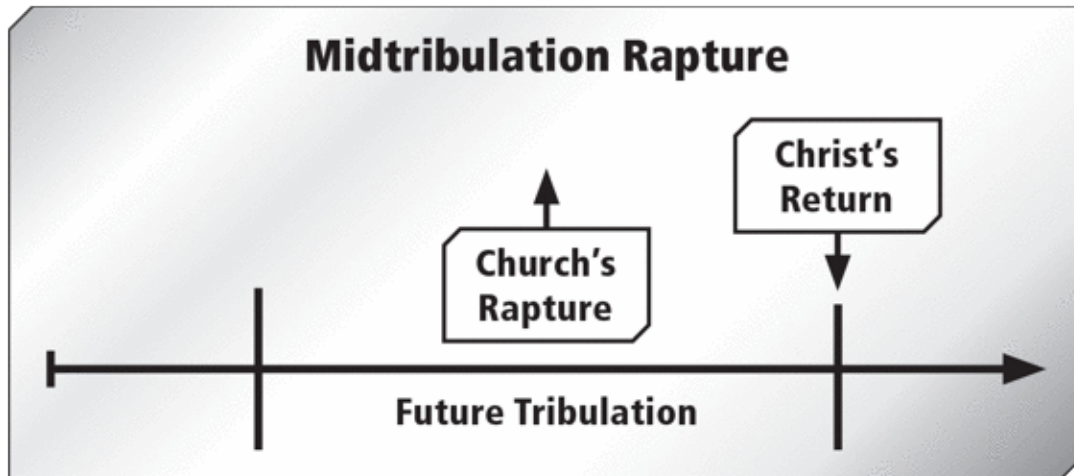 Midtribulation Rapture
Christ's
Return
Church's
Rapture
Future Tribulation